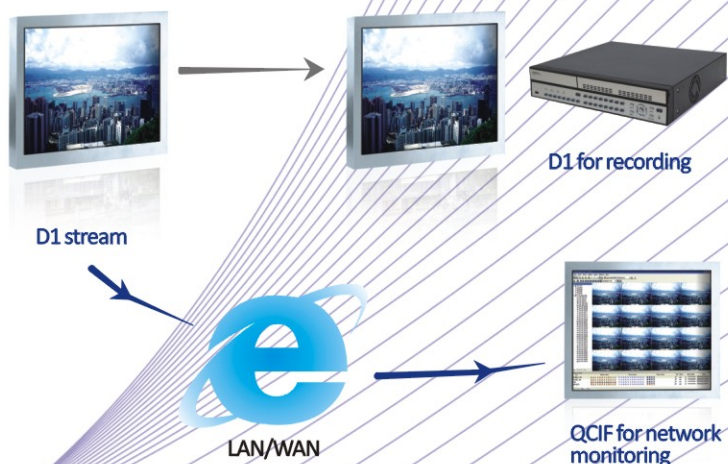 D1 for recording
D1 stream
LAN/WAN
QCIF for network
monitoring